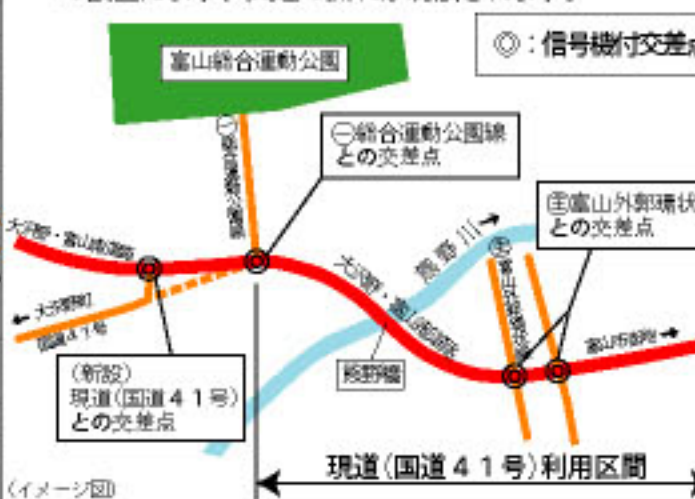 ◎：信号機付交差点
富山総合運動公園
㊀総合運動公園線
との交差点
㊀総合運動公園線
㊤富山外郭環状
との交差点
大沢野・富山南道路
熊野川→
大沢野・富山南道路
←大沢野町
国道41号
熊野橋
富山市街→
(新設)
現道(国道４１号)
との交差点
現道(国道４１号)利用区間
(イメージ図)